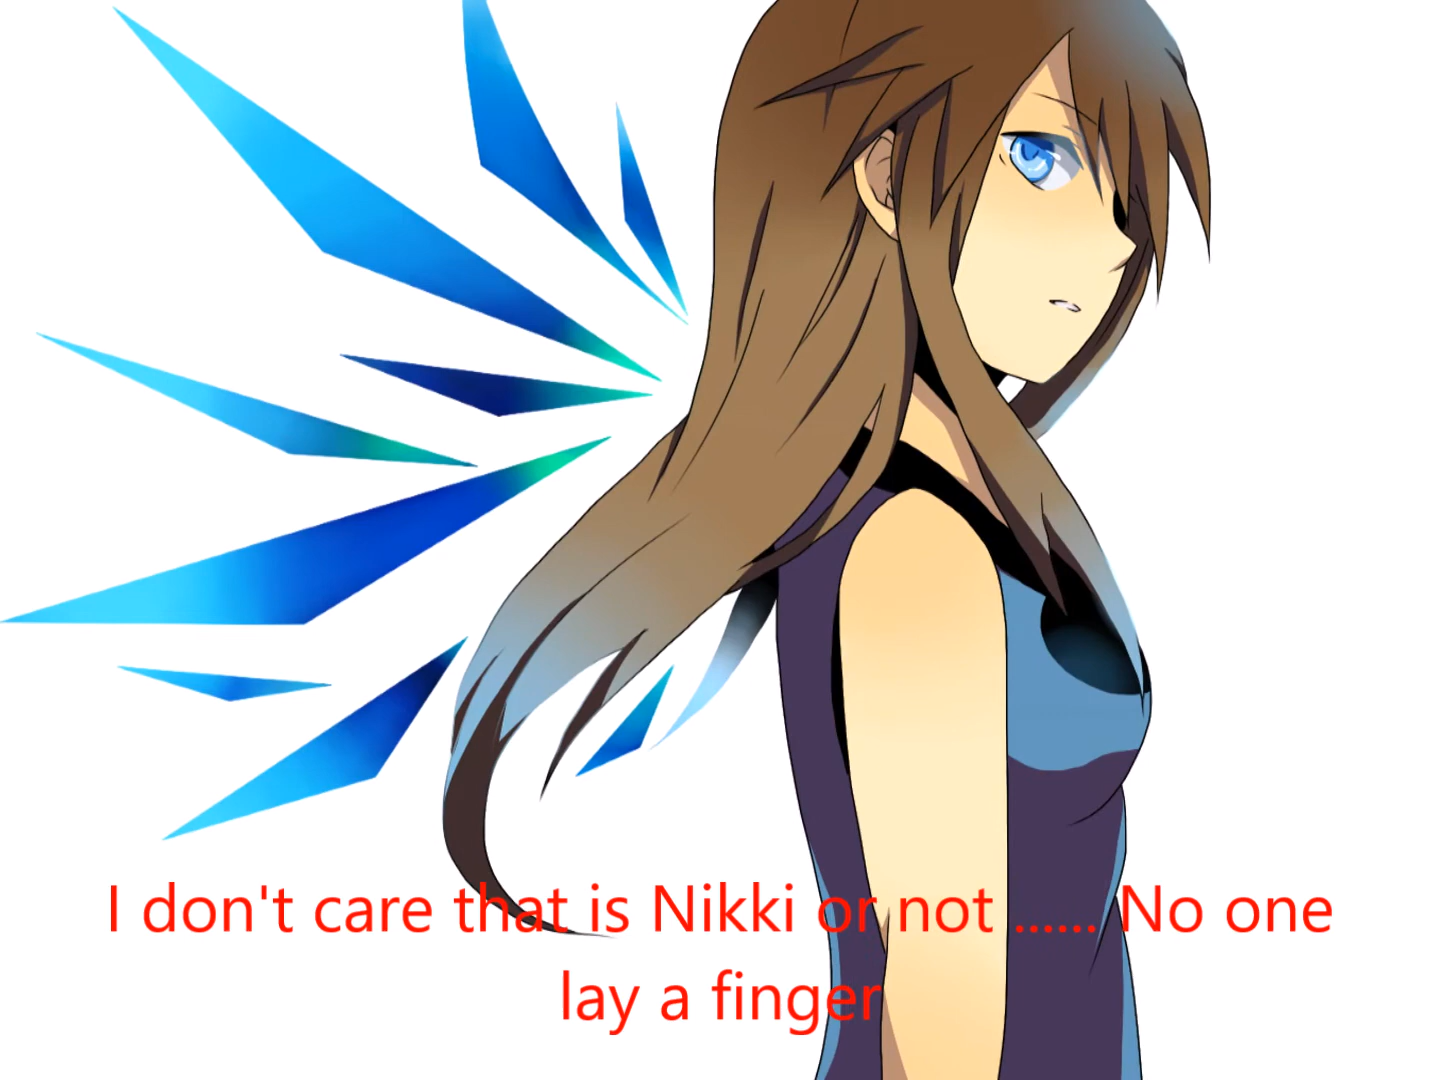 I don't care that is Nikki or not ...... No one
lay a finger